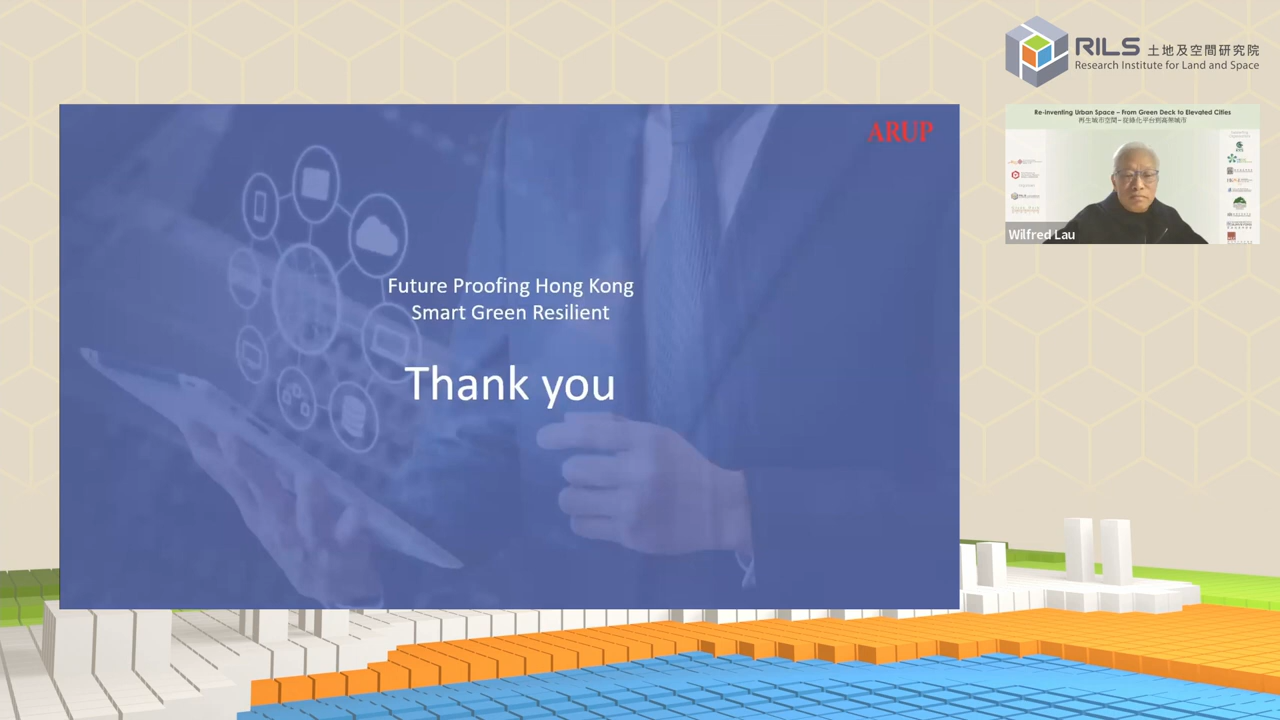 RILS 土地及空間研究院
Research Institute for Land and Space
ARUP
Future Proofing Hong Kong
Smart Green Resilient
Thank you
Re-inventing Urban Space – From Green Deck to Elevated Cities
Wilfred Lau